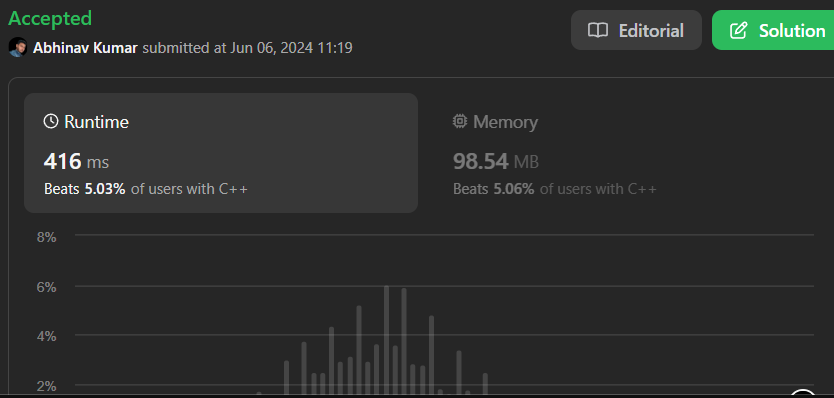 Accepted
Abhinav Kumar submitted at Jun 06, 2024 11:19
Editorial
Solution
Runtime
416 ms
Beats 5.03% of users with C++
Memory
98.54 MB
Beats 5.06% of users with C++
8%
6%
4%
2%